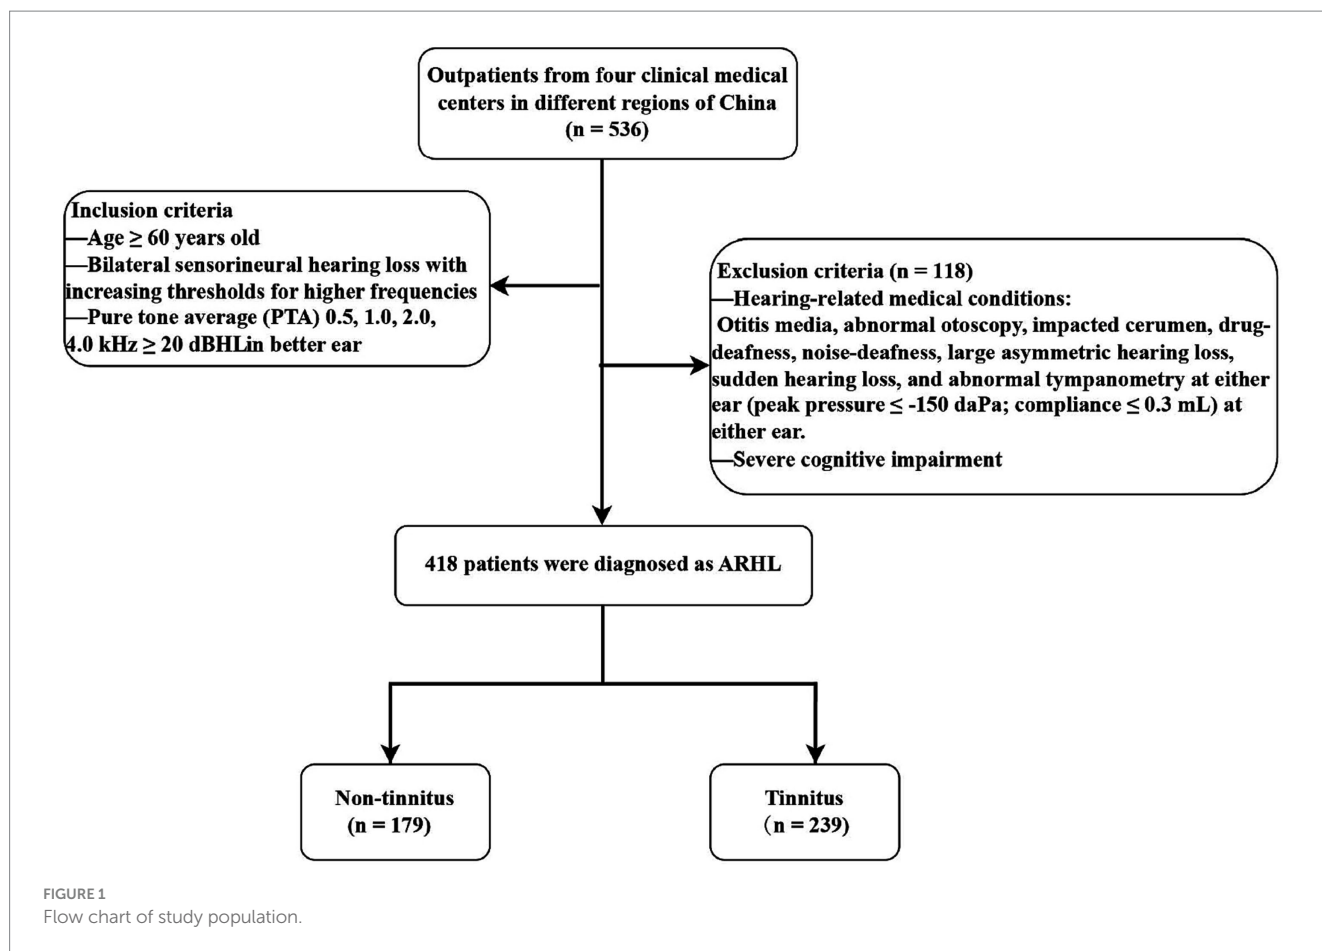 Outpatients from four clinical medical
centers in different regions of China
(n = 536)
Inclusion criteria
—Age ≥ 60 years old
—Bilateral sensorineural hearing loss with
increasing thresholds for higher frequencies
—Pure tone average (PTA) 0.5, 1.0, 2.0,
4.0 kHz ≥ 20 dBHLin better ear
Exclusion criteria (n = 118)
—Hearing-related medical conditions:
Otitis media, abnormal otoscopy, impacted cerumen, drug-
deafness, noise-deafness, large asymmetric hearing loss,
sudden hearing loss, and abnormal tympanometry at either
ear (peak pressure ≤ -150 daPa; compliance ≤ 0.3 mL) at
either ear.
—Severe cognitive impairment
418 patients were diagnosed as ARHL
Non-tinnitus
(n = 179)
Tinnitus
（n = 239)
FIGURE 1
Flow chart of study population.